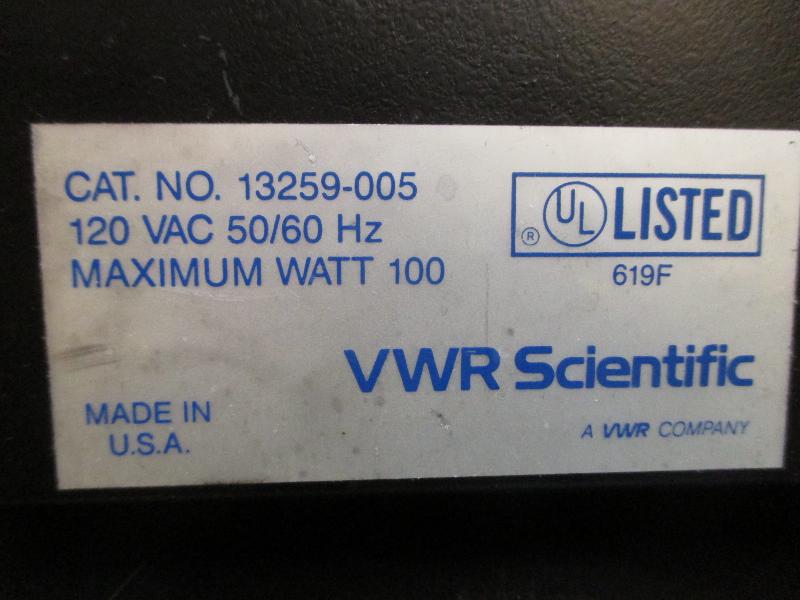 CAT. NO. 13259-005
120 VAC 50/60 Hz
MAXIMUM WATT 100
® UL LISTED
619F
VWR Scientific
A VWR COMPANY
MADE IN
U.S.A.